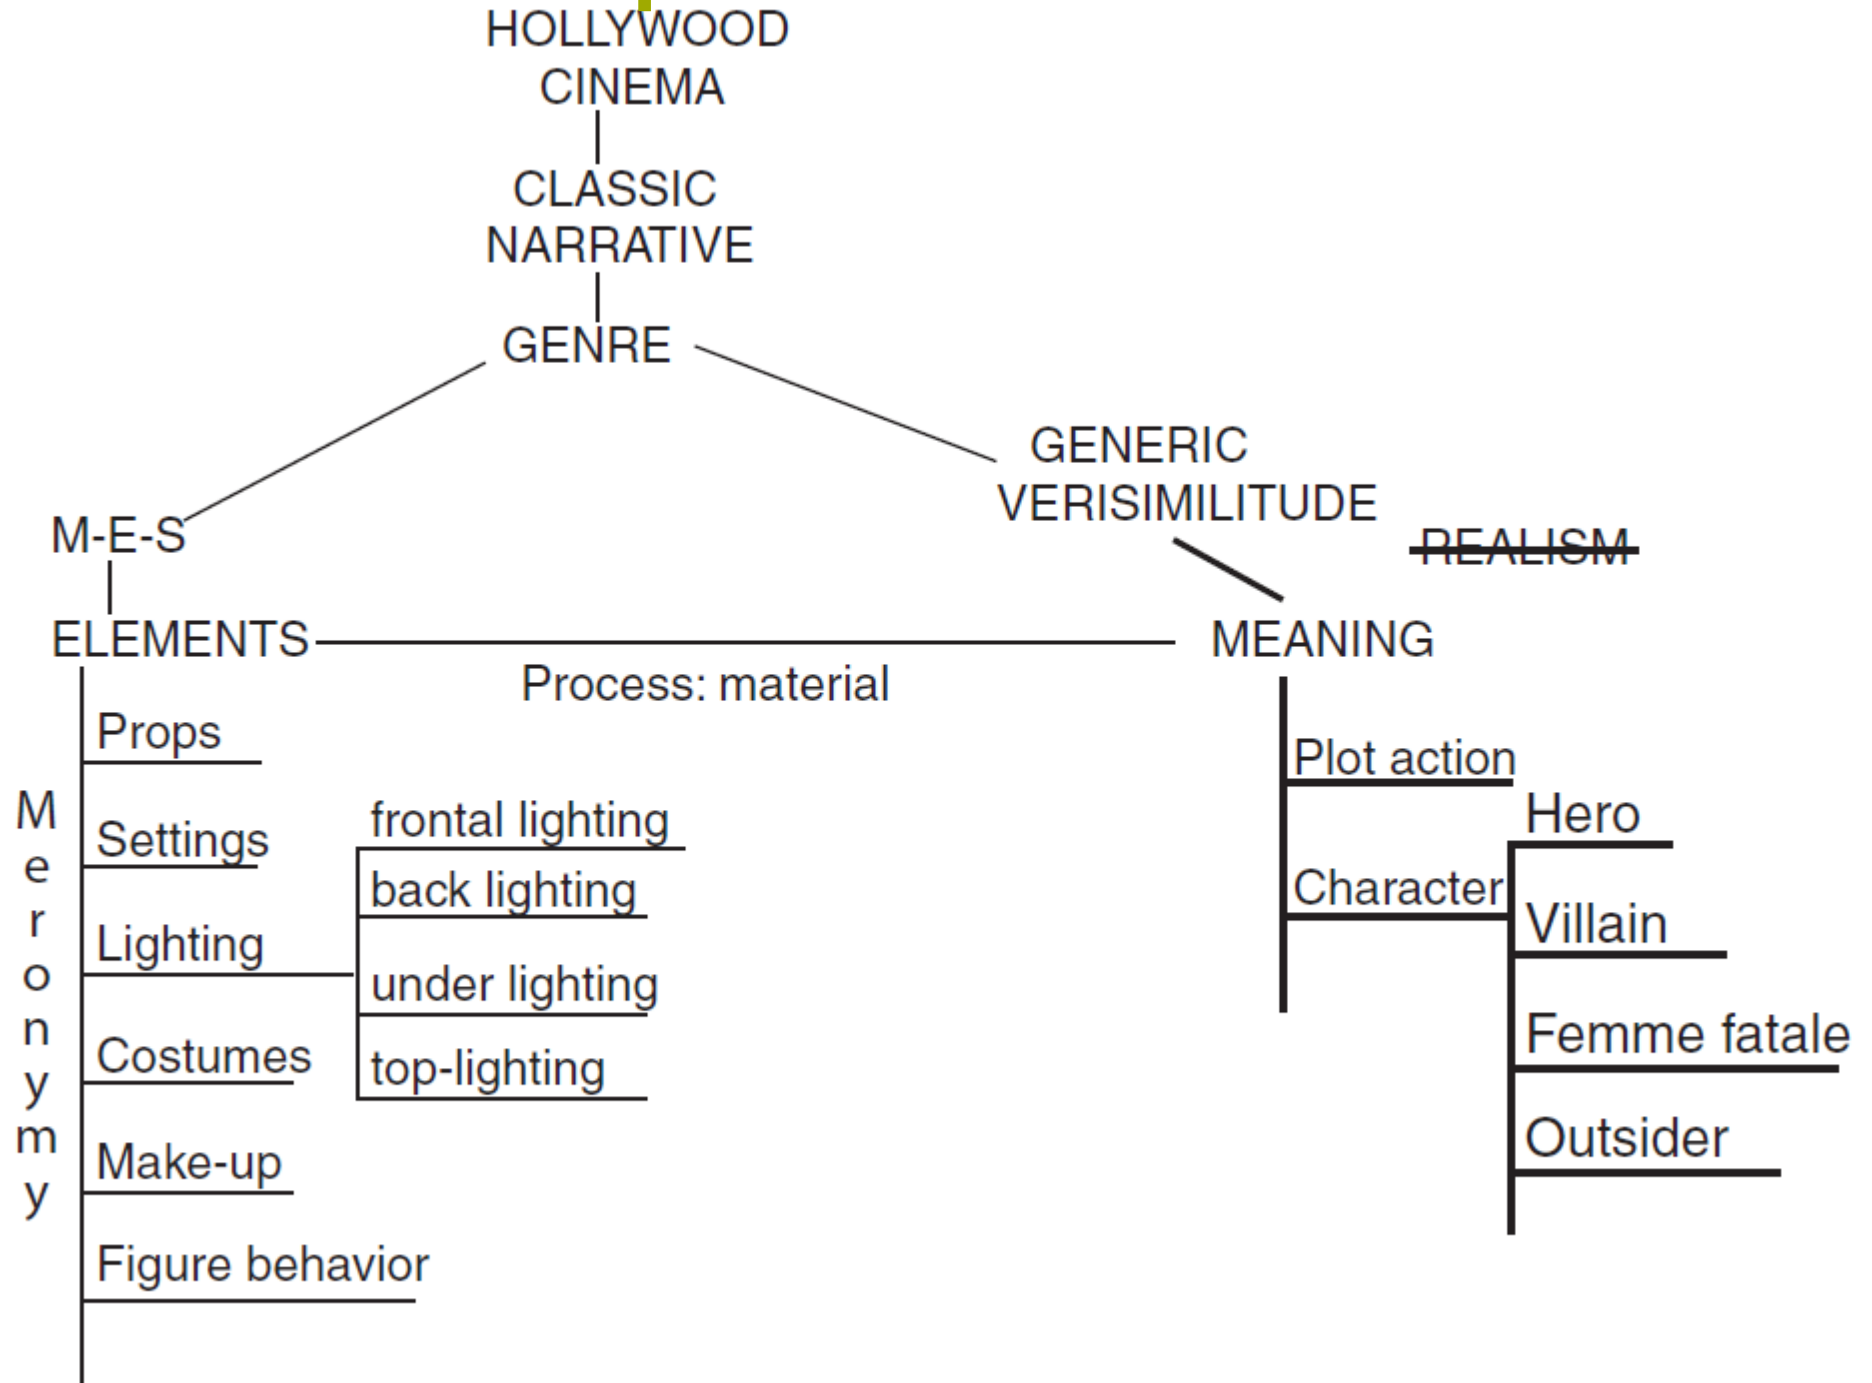 HOLLYWOOD
CINEMA
CLASSIC
NARRATIVE
GENRE
GENERIC
VERISIMILITUDE
REALISM
M-E-S
ELEMENTS
MEANING
Process: material
Meronymy
Props
Settings
Lighting
frontal lighting
back lighting
under lighting
top-lighting
Costumes
Make-up
Figure behavior
Plot action
Character
Hero
Villain
Femme fatale
Outsider